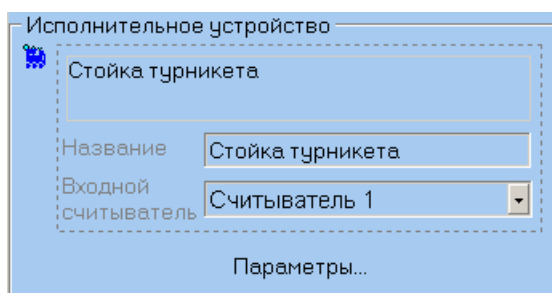 Исполнительное устройство
Стойка турникета
Название Стойка турникета
Входной
считыватель Считыватель 1
Параметры...